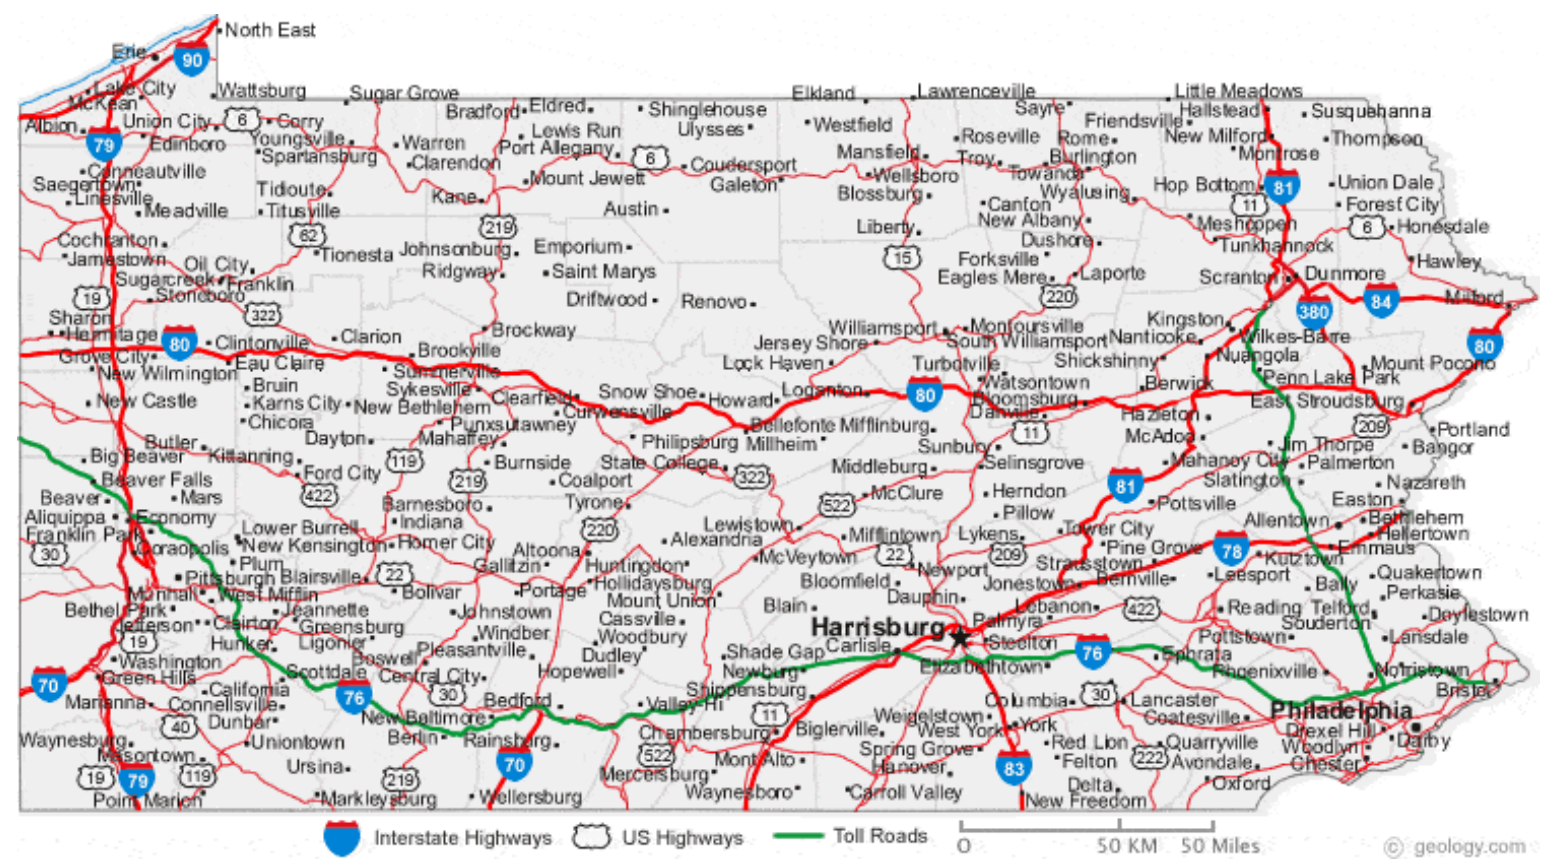 North East
Erie
90
Lake City
Wattsburg
Sugar Grove
McKean
Bradford
Eldred
Shinglehouse
Elkland
Lawrenceville
Little Meadows
Sayre
Hallstead
Susquehanna
Albion
Union City
6
Corry
Lewis Run
Ulysses
Westfield
Roseville
Rome
Friendsville
New Milford
Thompson
79
Edinboro
Youngsville
Warren
Port Allegany
6
Mansfield
Troy
Burlington
Montrose
Spartansburg
Clarendon
Coudersport
Conneautville
Saegertown
Tidioute
Kane
Mount Jewett
Galeton
Wellsboro
Towanda
Wyalusing
Hop Bottom
81
Union Dale
Linesville
Meadville
Titusville
Austin
Blossburg
Canton
New Albany
11
Forest City
Cochranton
62
219
Liberty
Dushore
Meshoppen
6
Honesdale
Jamestown
Tionesta
Johnsonburg
Emporium
15
Forksville
Tunkhannock
Hawley
Oil City
Ridgway
Saint Marys
Eagles Mere
Laporte
Scranton
Dunmore
Sugarcreek
Franklin
19
Stoneboro
Driftwood
Renovo
220
84
Milford
Sharon
322
380
Hermitage
80
Clintonville
Clarion
Brockway
Williamsport
Montoursville
Kingston
Wilkes-Barre
Jersey Shore
South Williamsport
Nanticoke
80
Grove City
Eau Claire
Brookville
Lock Haven
Turbotville
Shickshinny
Nuangola
Mount Pocono
New Wilmington
Summerville
Bruin
Sykesville
Clearfield
Snow Shoe
Howard
Loganton
80
Watsontown
Berwick
Penn Lake Park
New Castle
Karns City
New Bethlehem
Curwensville
Bloomsburg
East Stroudsburg
Chicora
Punxsutawney
Bellefonte
Mifflinburg
Danville
Hazleton
209
Portland
Butler
Dayton
Mahaffey
Philipsburg
Millheim
Sunbury
11
McAdoo
Jim Thorpe
Bangor
Big Beaver
Kittanning
119
Burnside
State College
Middleburg
Selinsgrove
Mahanoy City
Palmerton
Beaver Falls
Ford City
219
Coalport
322
81
Slatington
Nazareth
Beaver
Mars
422
Barnesboro
Tyrone
522
McClure
Herndon
Pottsville
Easton
Aliquippa
Economy
Lower Burrell
Indiana
220
Lewistown
Pillow
Allentown
Bethlehem
Franklin Park
Coraopolis
New Kensington
Homer City
Altoona
Alexandria
Mifflintown
Lykens
Tower City
Hellertown
30
Plum
Gallitzin
Huntingdon
McVeytown
22
209
Pine Grove
78
Emmaus
Pittsburgh
Blairsville
22
Hollidaysburg
Newport
Strausstown
Kutztown
Munhall
West Mifflin
Bolivar
Portage
Mount Union
Bloomfield
Jonestown
Bernville
Leesport
Bally
Quakertown
Bethel Park
Jeannette
Johnstown
Cassville
Blain
Dauphin
Lebanon
422
Reading
Telford
Perkasie
Jefferson
Clairton
Greensburg
Windber
Woodbury
Harrisburg
Palmyra
Souderton
Doylestown
19
Hunker
Ligonier
Pleasantville
Dudley
Shade Gap
Carlisle
Steelton
76
Pottstown
Lansdale
Washington
Boswell
Hopewell
Newburg
Elizabethtown
Ephrata
Phoenixville
Norristown
70
Green Hills
Scottdale
76
Central City
Shippensburg
Bristol
Marianna
California
30
Bedford
Valley-Hi
Columbia
30
Lancaster
Connellsville
New Baltimore
11
Weigelstown
York
Coatesville
Philadelphia
40
Dunbar
Chambersburg
Biglerville
West York
Drexel Hill
Waynesburg
Uniontown
Berlin
Rainsburg
522
Spring Grove
Red Lion
Quarryville
Woodlyn
Darby
Masontown
Ursina
70
Mont Alto
Hanover
83
Felton
222
Avondale
Chester
19
79
119
219
Mercersburg
Waynesboro
Carroll Valley
Delta
Oxford
Point Marion
Markleysburg
Wellersburg
New Freedom
Interstate Highways
US Highways
Toll Roads
0
50 KM
50 Miles
© geology.com